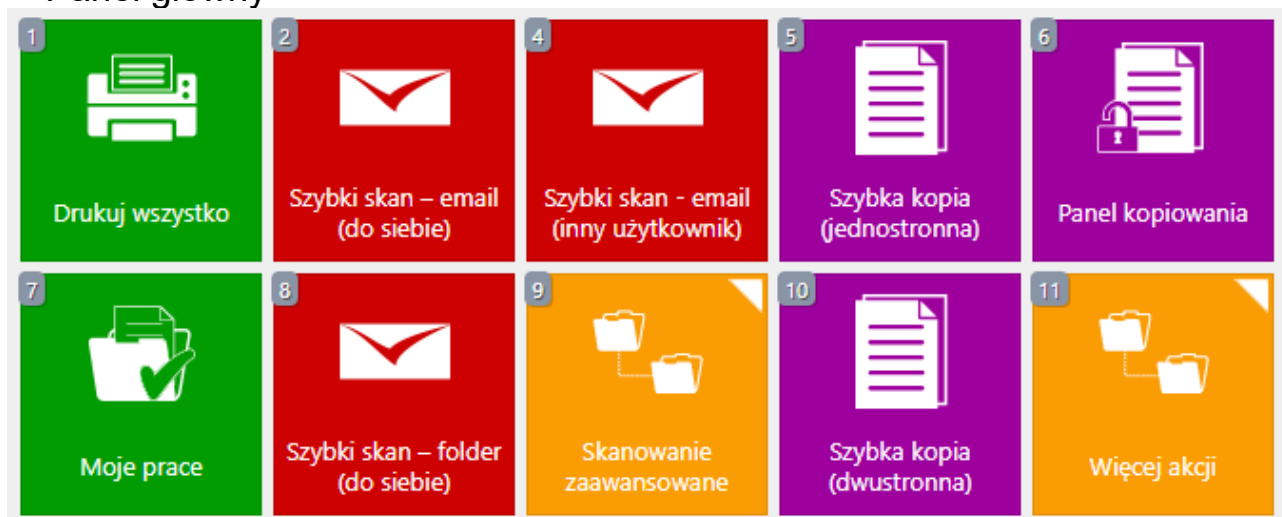 Panel główny
1
Drukuj wszystko
2
Szybki skan – email
(do siebie)
4
Szybki skan - email
(inny użytkownik)
5
Szybka kopia
(jednostronna)
6
Panel kopiowania
7
Moje prace
8
Szybki skan – folder
(do siebie)
9
Skanowanie
zaawansowane
10
Szybka kopia
(dwustronna)
11
Więcej akcji